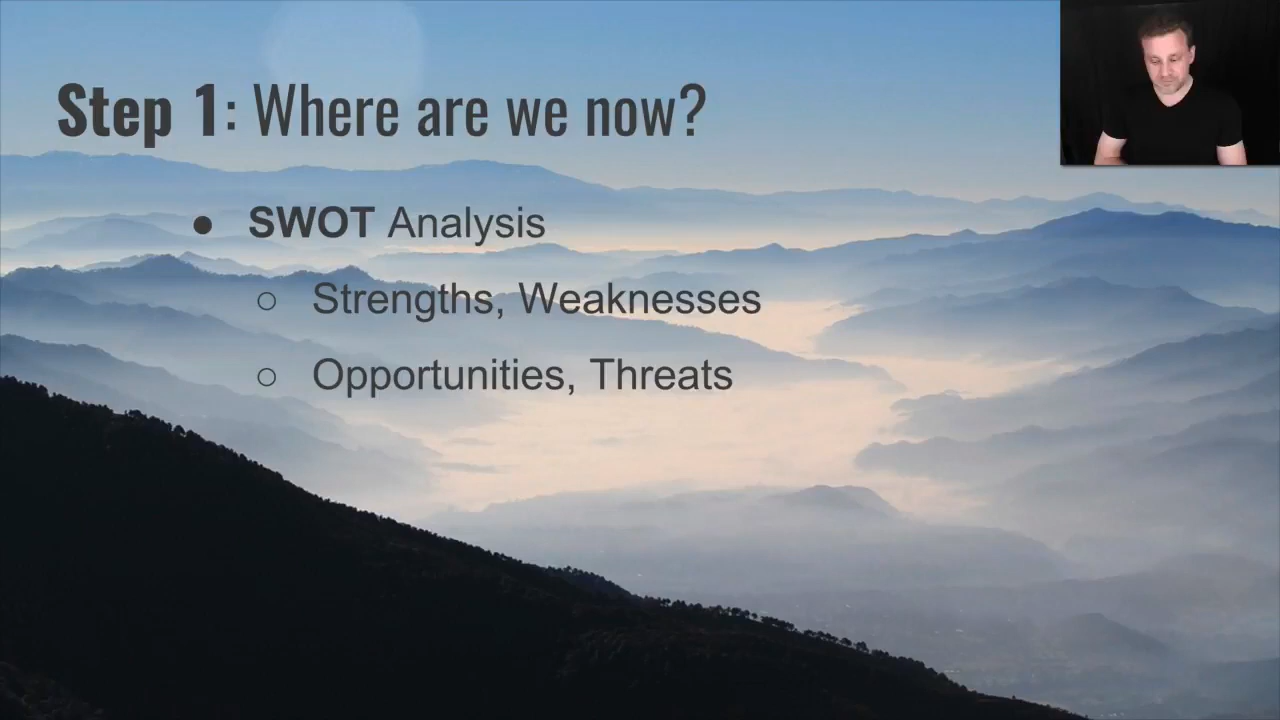 Step 1: Where are we now?
● SWOT Analysis
○ Strengths, Weaknesses
○ Opportunities, Threats